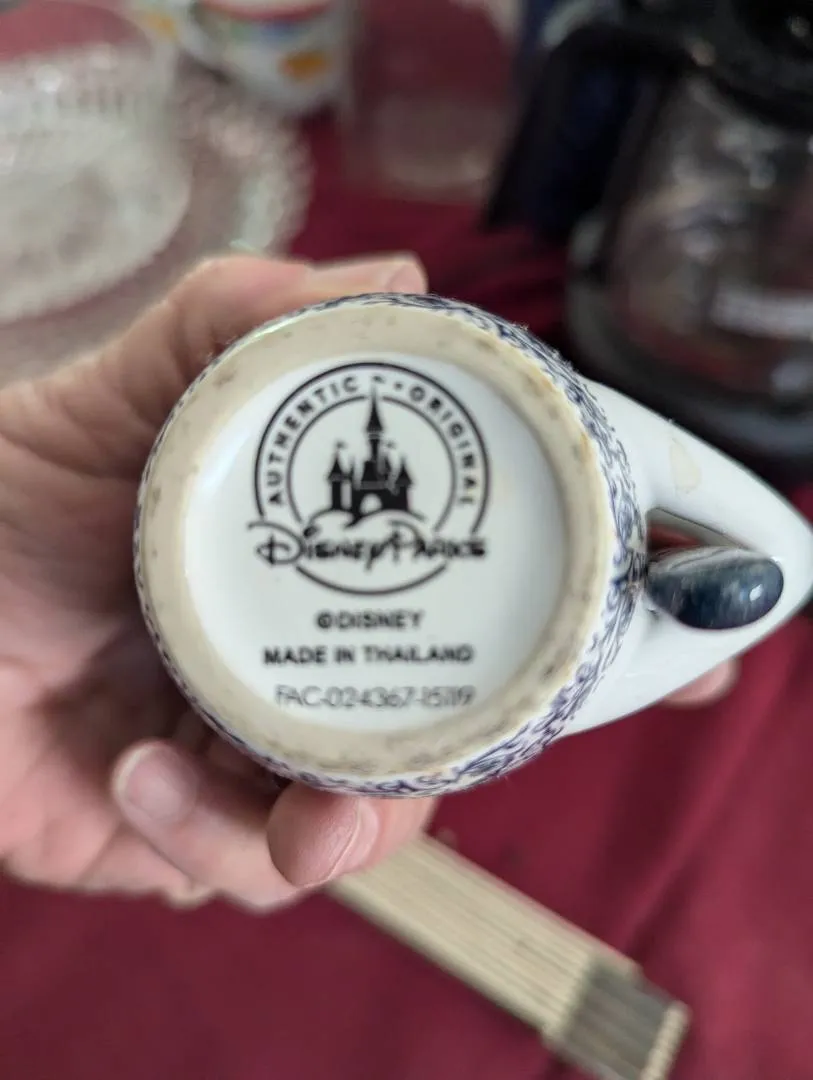 AUTHENTIC • ORIGINAL
Disney Parks
©DISNEY
MADE IN THAILAND
FAC-024367-15119